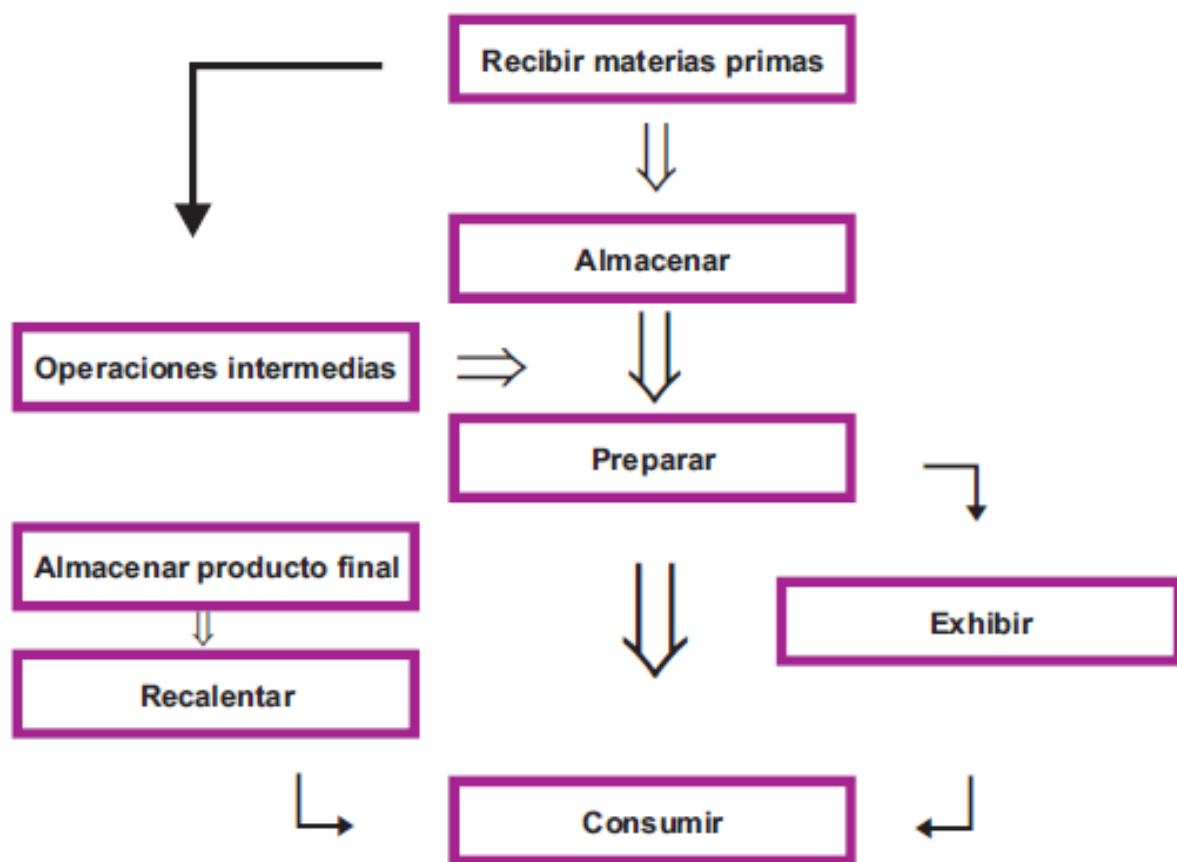 Recibir materias primas
Almacenar
Operaciones intermedias
Preparar
Almacenar producto final
Exhibir
Recalentar
Consumir